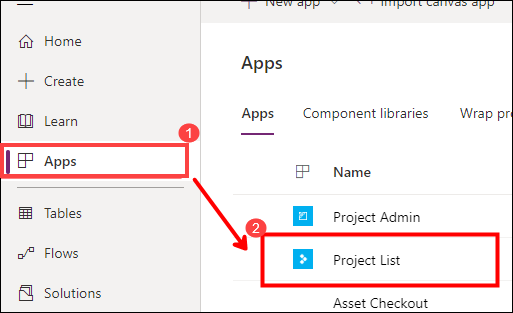 New app
Import canvas app
Home
Create
Learn
Apps
Tables
Flows
Solutions
1
Apps
Apps Component libraries Wrap pr
Name
Project Admin
2
Project List
Asset Checkout